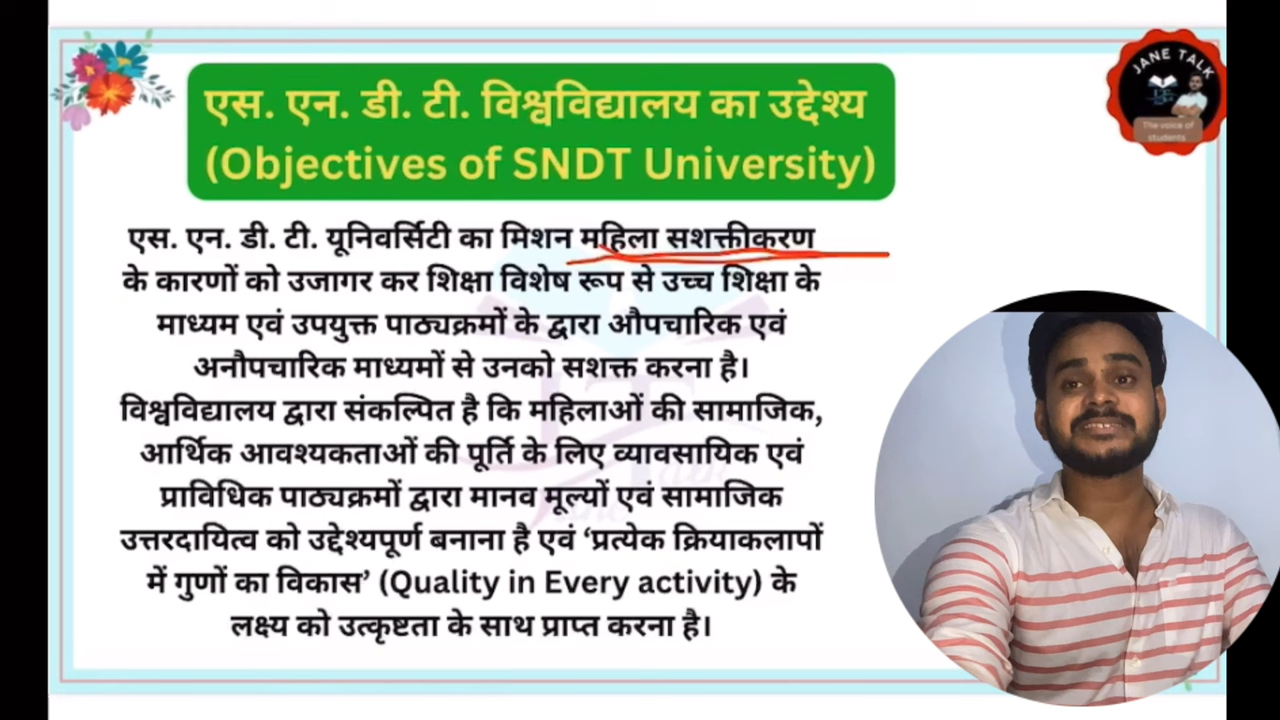 एस. एन. डी. टी. विश्वविद्यालय का उद्देश्य
(Objectives of SNDT University)
JANE TALK
The voice of
students
एस. एन. डी. टी. यूनिवर्सिटी का मिशन महिला सशक्तीकरण
के कारणों को उजागर कर शिक्षा विशेष रूप से उच्च शिक्षा के
माध्यम एवं उपयुक्त पाठ्यक्रमों के द्वारा औपचारिक एवं
अनौपचारिक माध्यमों से उनको सशक्त करना है।
विश्वविद्यालय द्वारा संकल्पित है कि महिलाओं की सामाजिक,
आर्थिक आवश्यकताओं की पूर्ति के लिए व्यावसायिक एवं
प्राविधिक पाठ्यक्रमों द्वारा मानव मूल्यों एवं सामाजिक
उत्तरदायित्व को उद्देश्यपूर्ण बनाना है एवं ‘प्रत्येक क्रियाकलापों
में गुणों का विकास’ (Quality in Every activity) के
लक्ष्य को उत्कृष्टता के साथ प्राप्त करना है।